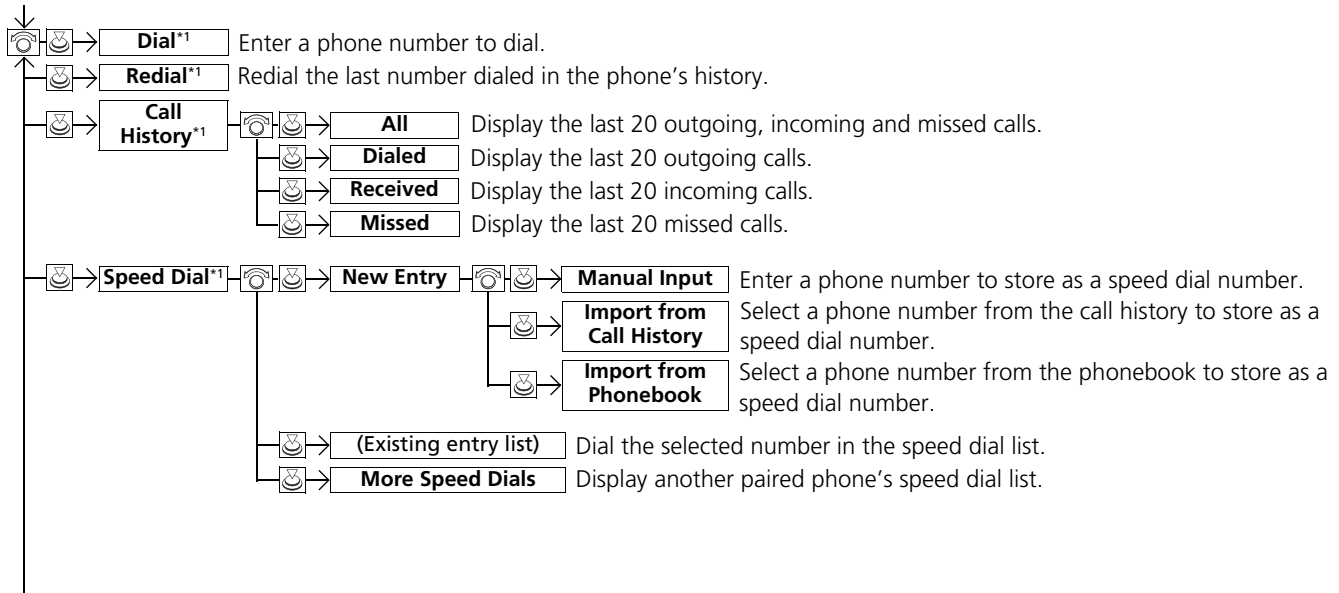 Dial*1 Enter a phone number to dial.
Redial*1 Redial the last number dialed in the phone’s history.
Call
History*1
All Display the last 20 outgoing, incoming and missed calls.
Dialed Display the last 20 outgoing calls.
Received Display the last 20 incoming calls.
Missed Display the last 20 missed calls.
Speed Dial*1 New Entry Manual Input Enter a phone number to store as a speed dial number.
Import from
Call History
Select a phone number from the call history to store as a
speed dial number.
Import from
Phonebook
Select a phone number from the phonebook to store as a
speed dial number.
(Existing entry list) Dial the selected number in the speed dial list.
More Speed Dials Display another paired phone’s speed dial list.